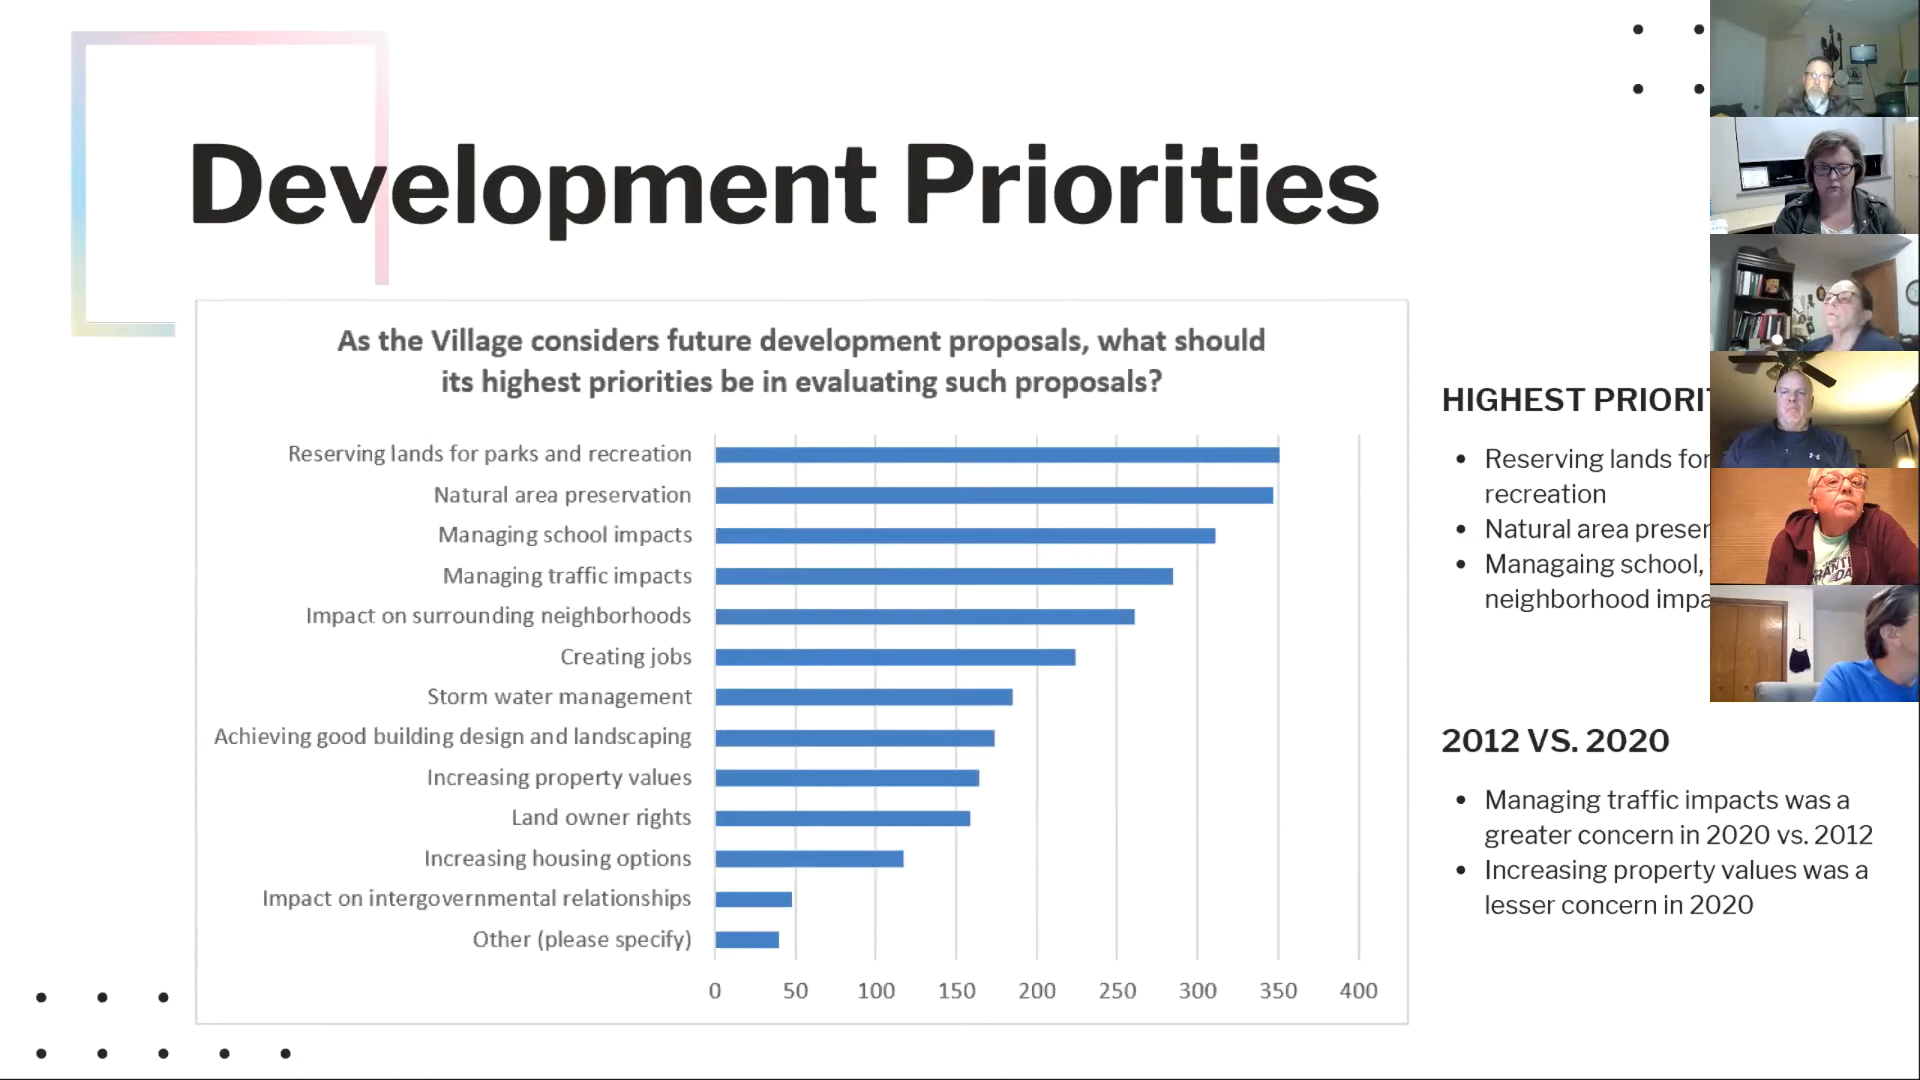 Development Priorities
As the Village considers future development proposals, what should
its highest priorities be in evaluating such proposals?
Reserving lands for parks and recreation
Natural area preservation
Managing school impacts
Managing traffic impacts
Impact on surrounding neighborhoods
Creating jobs
Storm water management
Achieving good building design and landscaping
Increasing property values
Land owner rights
Increasing housing options
Impact on intergovernmental relationships
Other (please specify)
0 50 100 150 200 250 300 350 400
HIGHEST PRIORI
• Reserving lands for
recreation
• Natural area preser
• Managaing school,
neighborhood impa
2012 VS. 2020
• Managing traffic impacts was a
greater concern in 2020 vs. 2012
• Increasing property values was a
lesser concern in 2020